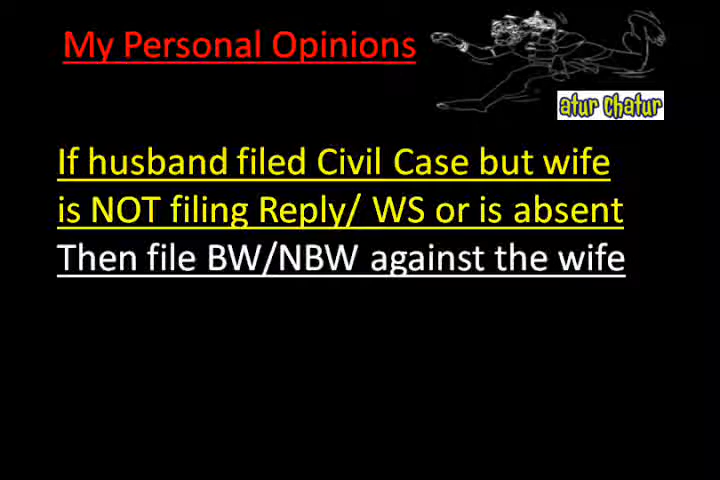 My Personal Opinions
atur chatur
If husband filed Civil Case but wife
is NOT filing Reply/ WS or is absent
Then file BW/NBW against the wife